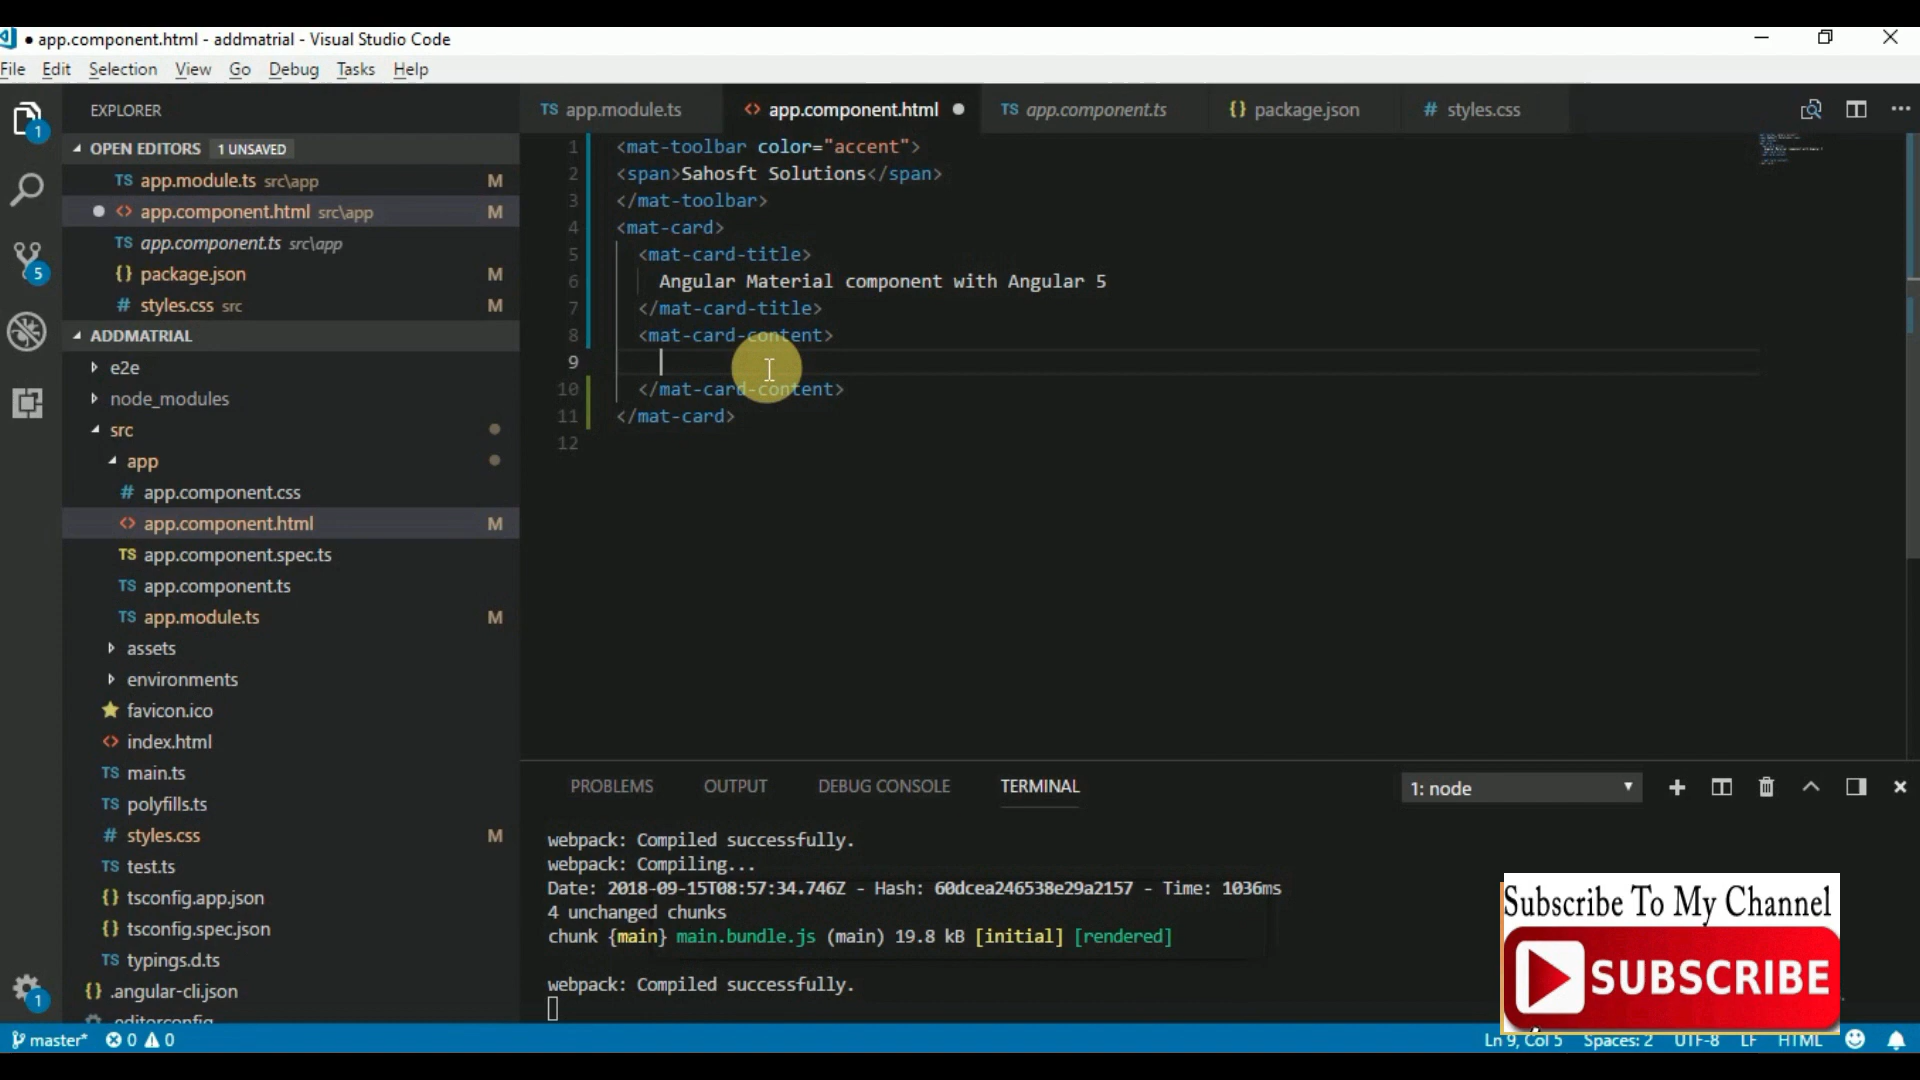 app.component.html - addmatrial - Visual Studio Code
File Edit Selection View Go Debug Tasks Help
EXPLORER
OPEN EDITORS 1 UNSAVED
TS app.module.ts src\app M
<> app.component.html src\app M
TS app.component.ts src\app
{} package.json M
# styles.css src M
ADDMATRIAL
e2e
node_modules
src
app
# app.component.css
<> app.component.html M
TS app.component.spec.ts
TS app.component.ts
TS app.module.ts M
assets
environments
favicon.ico
<> index.html
TS main.ts
TS polyfills.ts
# styles.css M
TS test.ts
{} tsconfig.app.json
{} tsconfig.spec.json
TS typings.d.ts
{} .angular-cli.json
.editorconfig
1
5
1
TS app.module.ts <> app.component.html TS app.component.ts {} package.json # styles.css
1 <mat-toolbar color="accent">
2 <span>Sahosft Solutions</span>
3 </mat-toolbar>
4 <mat-card>
5 <mat-card-title>
6 Angular Material component with Angular 5
7 </mat-card-title>
8 <mat-card-content>
9
10 </mat-card-content>
11 </mat-card>
12
PROBLEMS OUTPUT DEBUG CONSOLE TERMINAL 1: node
webpack: Compiled successfully.
webpack: Compiling...
Date: 2018-09-15T08:57:34.746Z - Hash: 60dcea246538e29a2157 - Time: 1036ms
4 unchanged chunks
chunk {main} main.bundle.js (main) 19.8 kB [initial] [rendered]
webpack: Compiled successfully.
Subscribe To My Channel
SUBSCRIBE
master* 0 0 Ln 9, Col 5 Spaces: 2 UTF-8 LF HTML